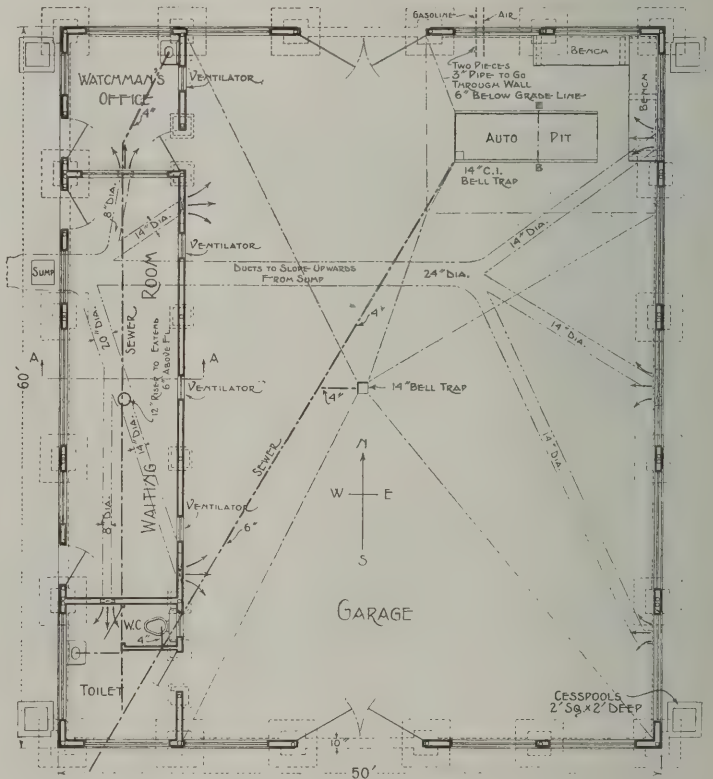 GASOLINE
AIR
BENCH
BENCH
WATCHMAN'S
OFFICE
VENTILATOR
4"
TWO PIECES
3" PIPE TO GO
THROUGH WALL
6" BELOW GRADE LINE
AUTO PIT
E
B
14" C.I.
BELL TRAP
8" DIA.
14" DIA.
VENTILATOR
SUMP
ROOM
DUCTS TO SLOPE UPWARDS
FROM SUMP
24" DIA.
14" DIA.
14" DIA.
20" DIA.
SEWER
12" RISER TO EXTEND
6" ABOVE FL.
A
A
60'
4"
VENTILATOR
4"
14" BELL TRAP
14" DIA.
WAITING
8" DIA.
SEWER
N
W E
S
14" DIA.
VENTILATOR
6"
GARAGE
W.C.
4"
TOILET
CESSPOOLS
2' SQ. X 2' DEEP
10"
50'